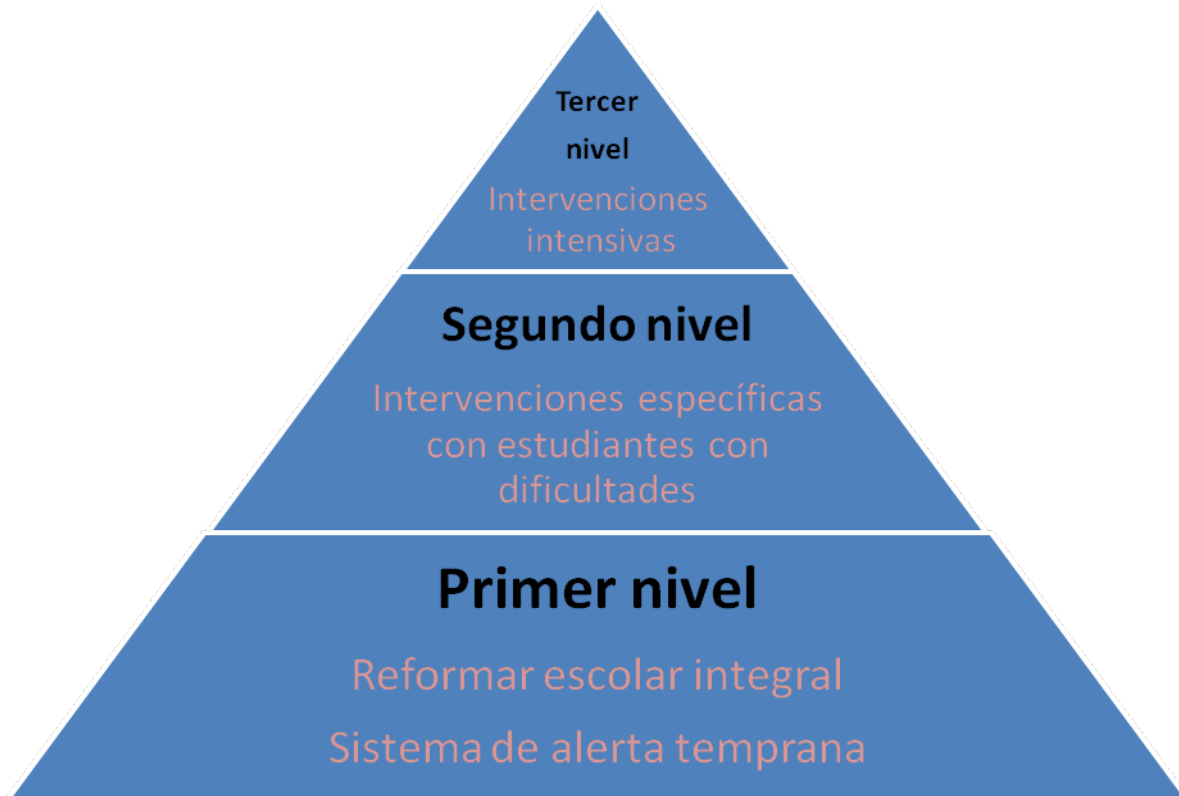 Tercer
nivel
Intervenciones
intensivas
Segundo nivel
Intervenciones específicas
con estudiantes con
dificultades
Primer nivel
Reformar escolar integral
Sistema de alerta temprana